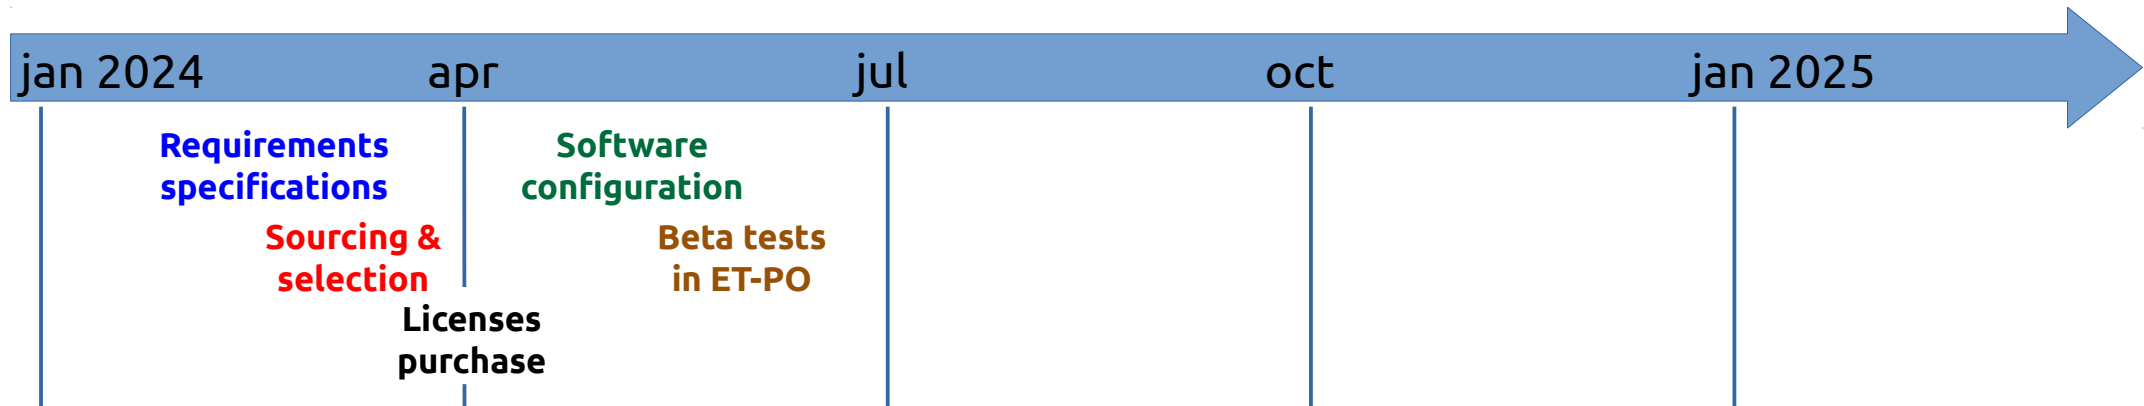 jan 2024 apr jul oct jan 2025
Requirements
specifications
Software
configuration
Sourcing &
selection
Beta tests
in ET-PO
Licenses
purchase